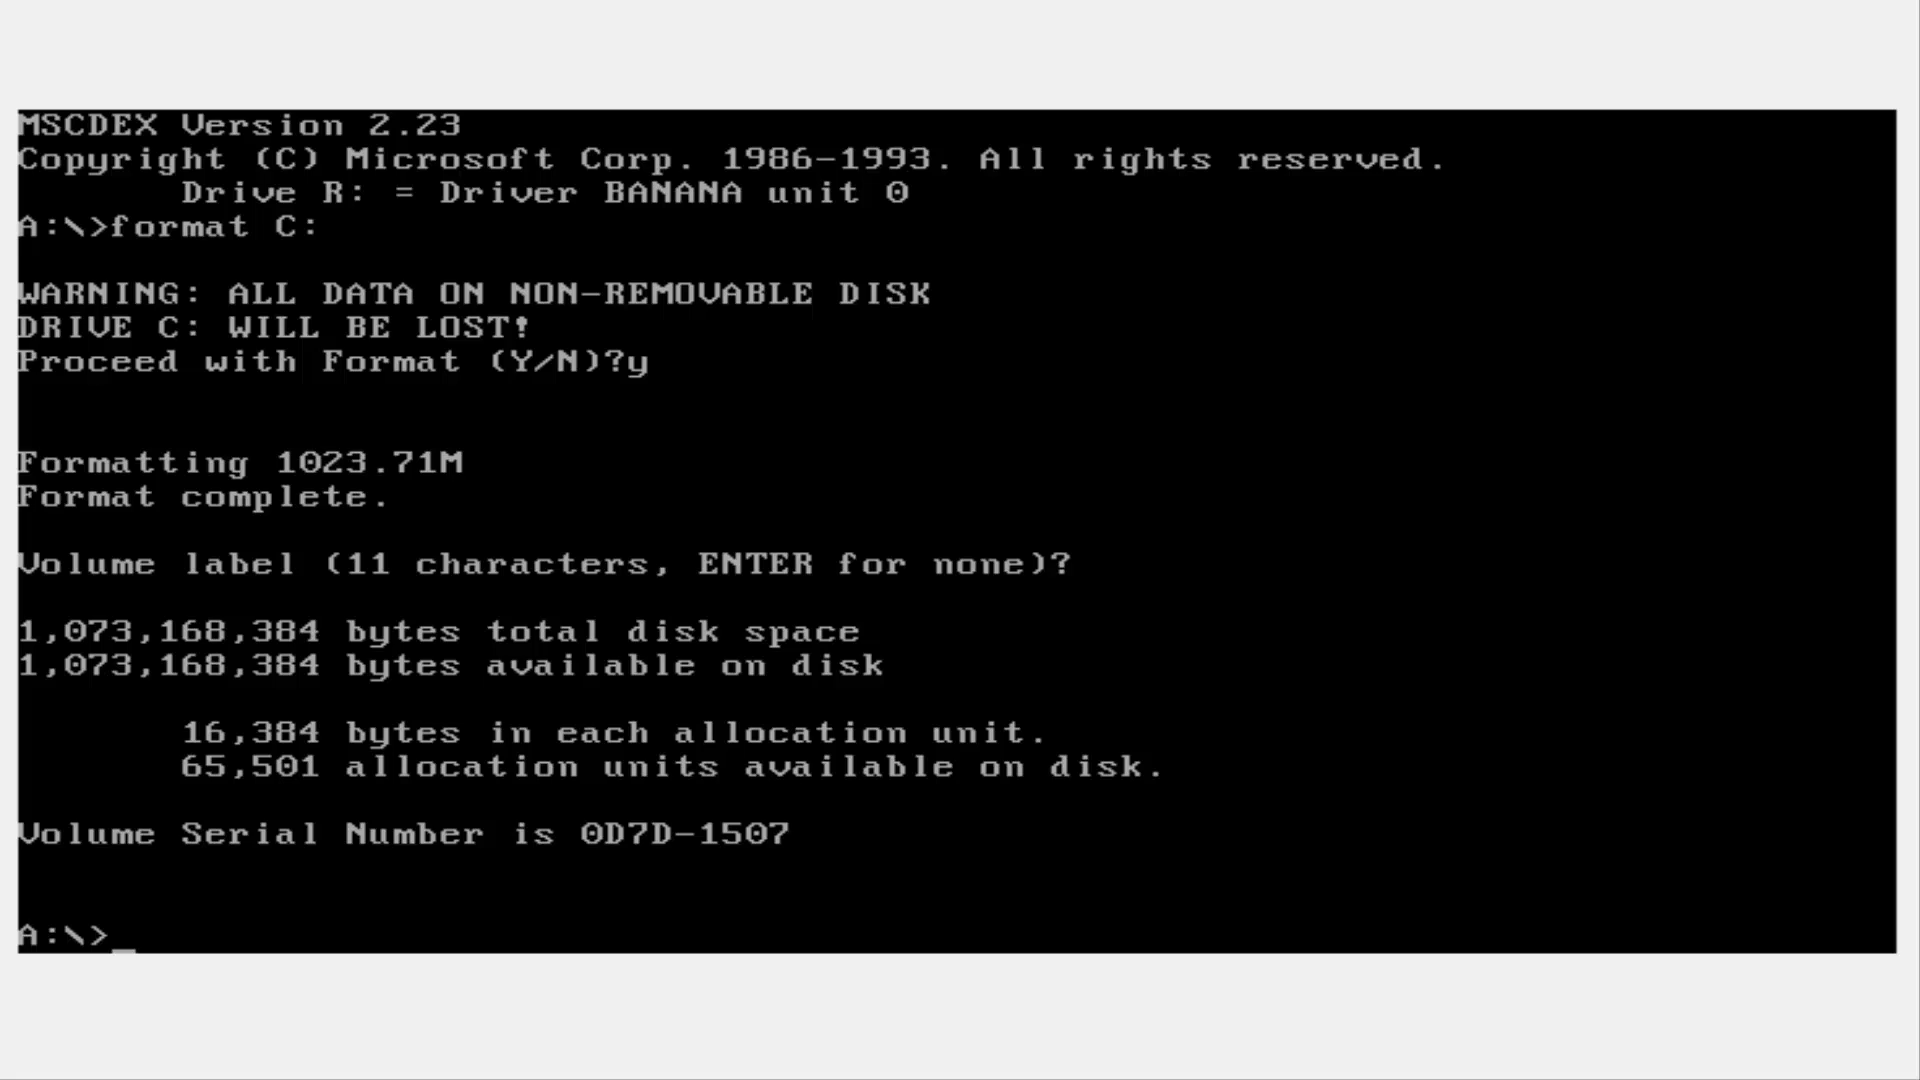 MSCDEX Version 2.23
Copyright (C) Microsoft Corp. 1986-1993. All rights reserved.
Drive R: = Driver BANANA unit 0
A:\>format C:
WARNING: ALL DATA ON NON-REMOVABLE DISK
DRIVE C: WILL BE LOST!
Proceed with Format (Y/N)?y
Formatting 1023.71M
Format complete.
Volume label (11 characters, ENTER for none)?
1,073,168,384 bytes total disk space
1,073,168,384 bytes available on disk
16,384 bytes in each allocation unit.
65,501 allocation units available on disk.
Volume Serial Number is 0D7D-1507
A:\>_